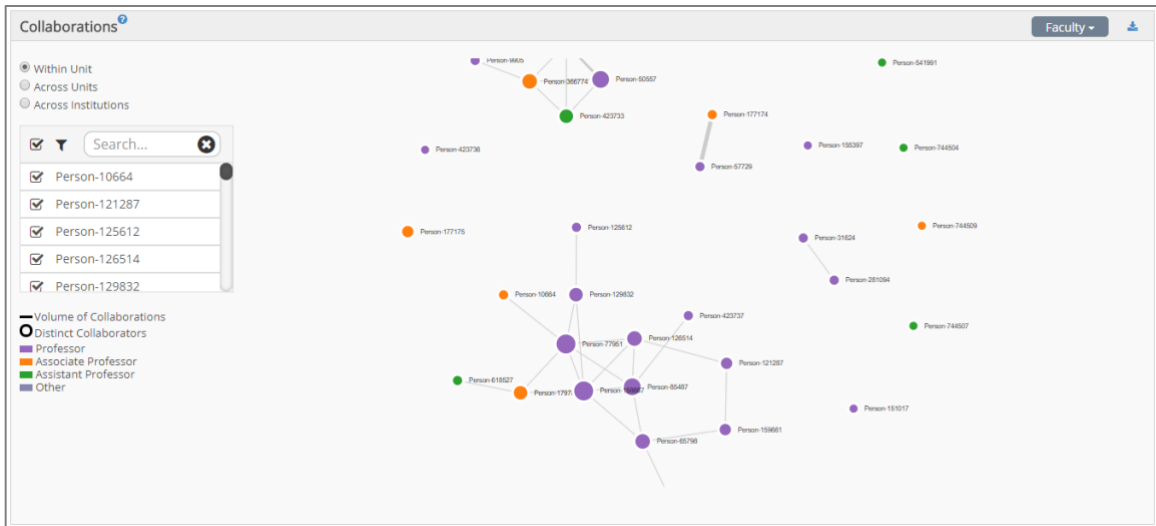 Collaborations?
Faculty
Within Unit
Across Units
Across Institutions
Search...
Person-10664
Person-121287
Person-125612
Person-126514
Person-129832
Volume of Collaborations
Distinct Collaborators
Professor
Associate Professor
Assistant Professor
Other
Person-9905
Person-366774
Person-50557
Person-423733
Person-541991
Person-177174
Person-423736
Person-57729
Person-155397
Person-744504
Person-177175
Person-125612
Person-31624
Person-744509
Person-281094
Person-10664
Person-129832
Person-423737
Person-744507
Person-77951
Person-126514
Person-121287
Person-618827
Person-85487
Person-151017
Person-65798
Person-159661